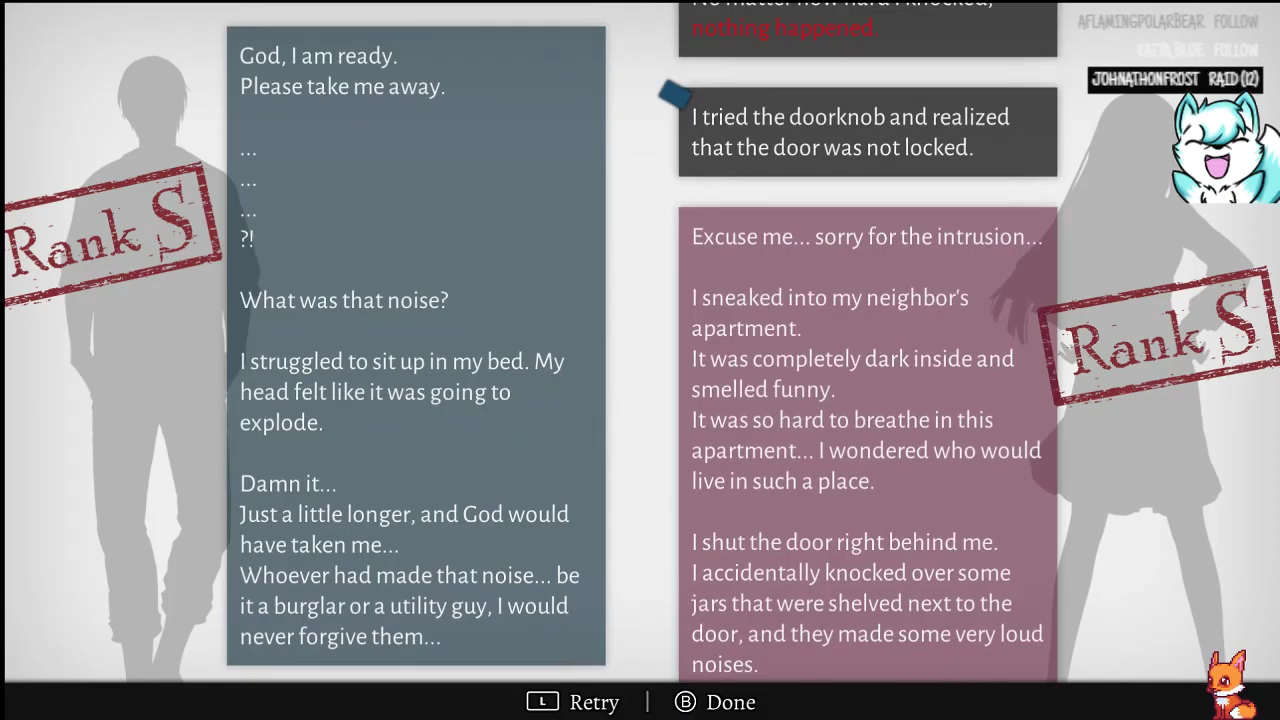 God, I am ready.
Please take me away.
...
...
...
?!
What was that noise?
I struggled to sit up in my bed. My
head felt like it was going to
explode.
Damn it...
Just a little longer, and God would
have taken me...
Whoever had made that noise... be
it a burglar or a utility guy, I would
never forgive them...
Rank S
No matter how hard I knocked,
nothing happened.
I tried the doorknob and realized
that the door was not locked.
Excuse me... sorry for the intrusion...
I sneaked into my neighbor's
apartment.
It was completely dark inside and
smelled funny.
It was so hard to breathe in this
apartment... I wondered who would
live in such a place.
I shut the door right behind me.
I accidentally knocked over some
jars that were shelved next to the
door, and they made some very loud
noises.
Rank S
AFLAMINGPOLARBEAR FOLLOW
FOLLOW
JOHNATHONFROST RAID (12)
L Retry | B Done